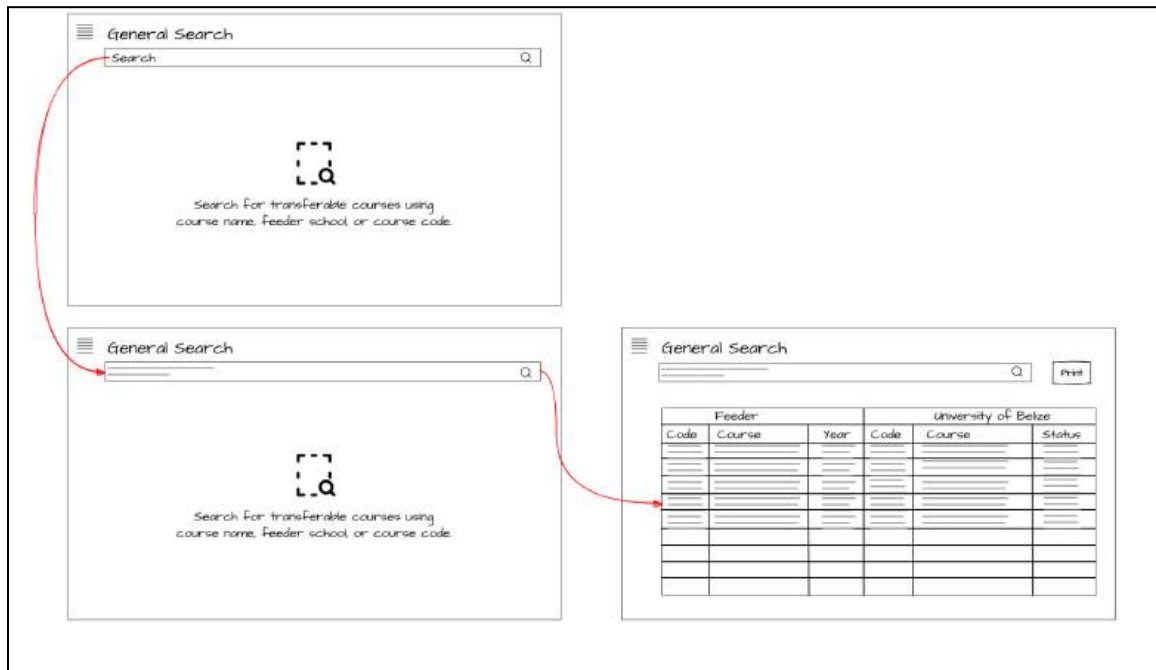 General Search
Search
Search for transferable courses using
course name, feeder school, or course code.
General Search
Search for transferable courses using
course name, feeder school, or course code.
General Search
Print
Feeder University of Belize
Code Course Year Code Course Status